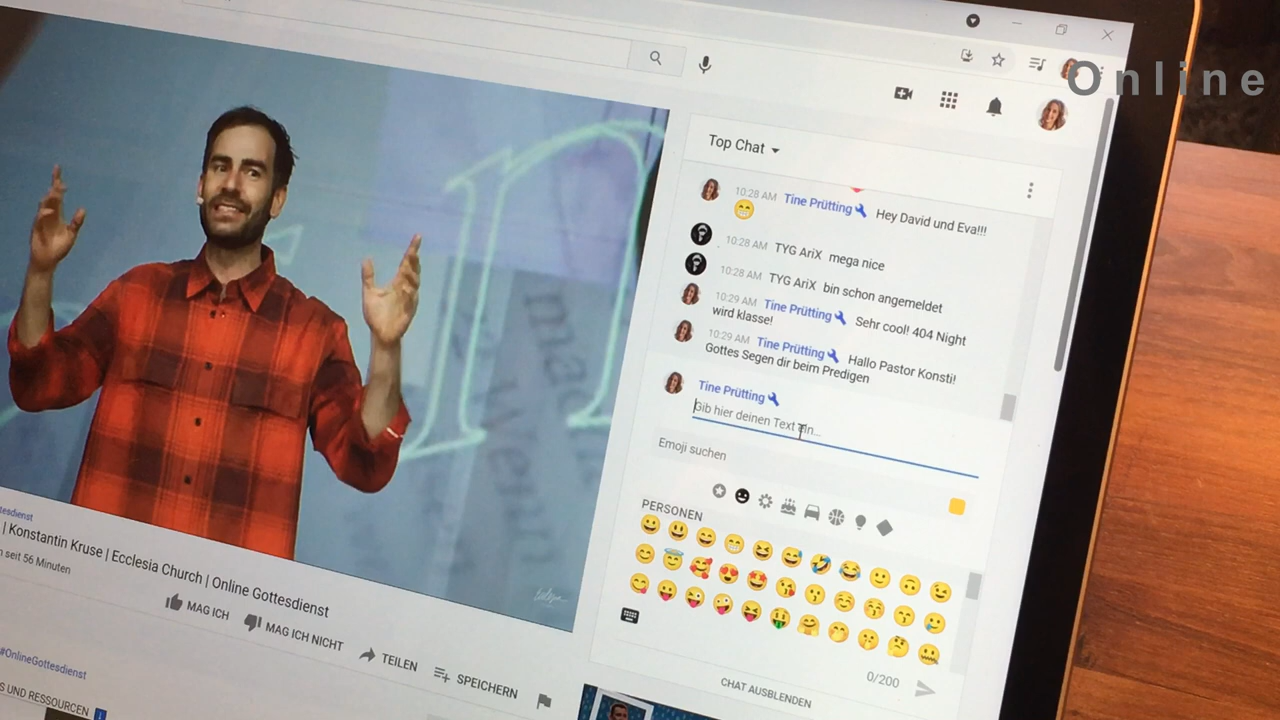 Online
Top Chat
10:28 AM Tine Prütting Hey David und Eva!!!
10:28 AM TYG AriX mega nice
10:28 AM TYG AriX bin schon angemeldet
10:29 AM Tine Prütting Sehr cool! 404 Night
wird klasse!
10:29 AM Tine Prütting Hallo Pastor Konsti!
Gottes Segen dir beim Predigen
Tine Prütting
Gib hier deinen Text ein...
Emoji suchen
PERSONEN
0/200
CHAT AUSBLENDEN
| Konstantin Kruse | Ecclesia Church | Online Gottesdienst
seit 56 Minuten
MAG ICH
MAG ICH NICHT
TEILEN
SPEICHERN
#OnlineGottesdienst
UND RESSOURCEN